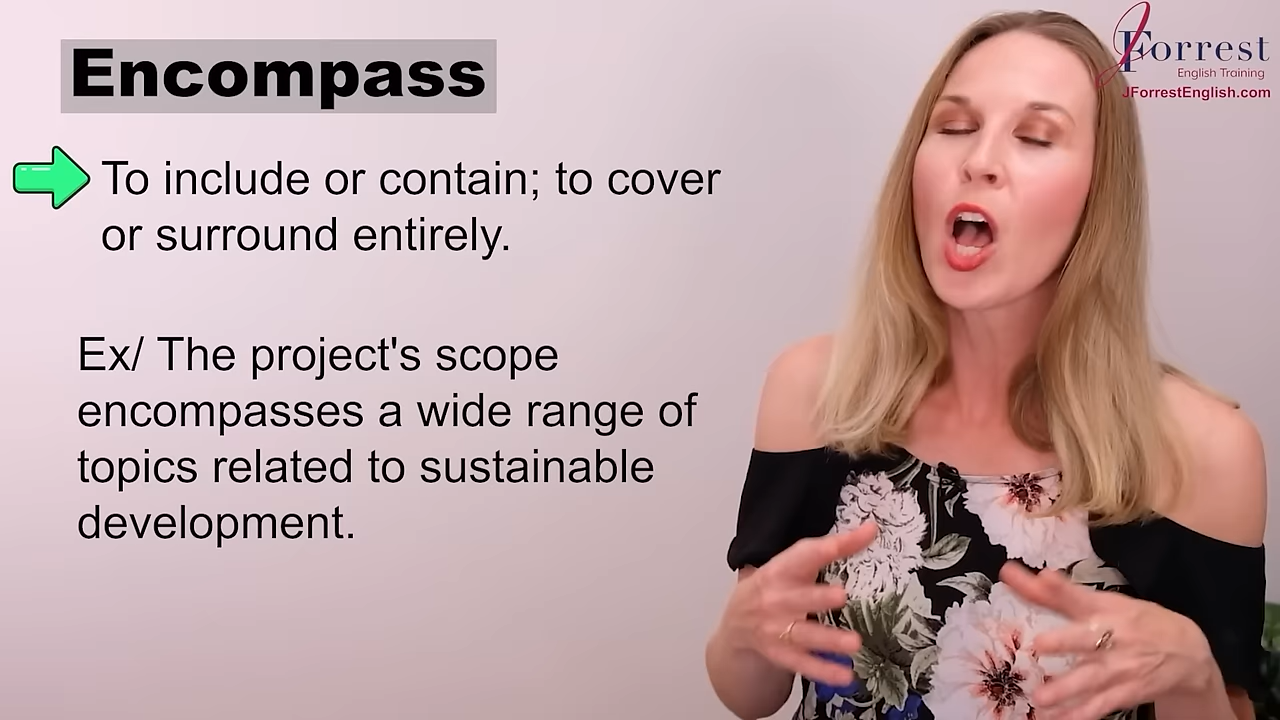 Encompass
To include or contain; to cover
or surround entirely.
Ex/ The project's scope
encompasses a wide range of
topics related to sustainable
development.
JForrest
English Training
JForrestEnglish.com